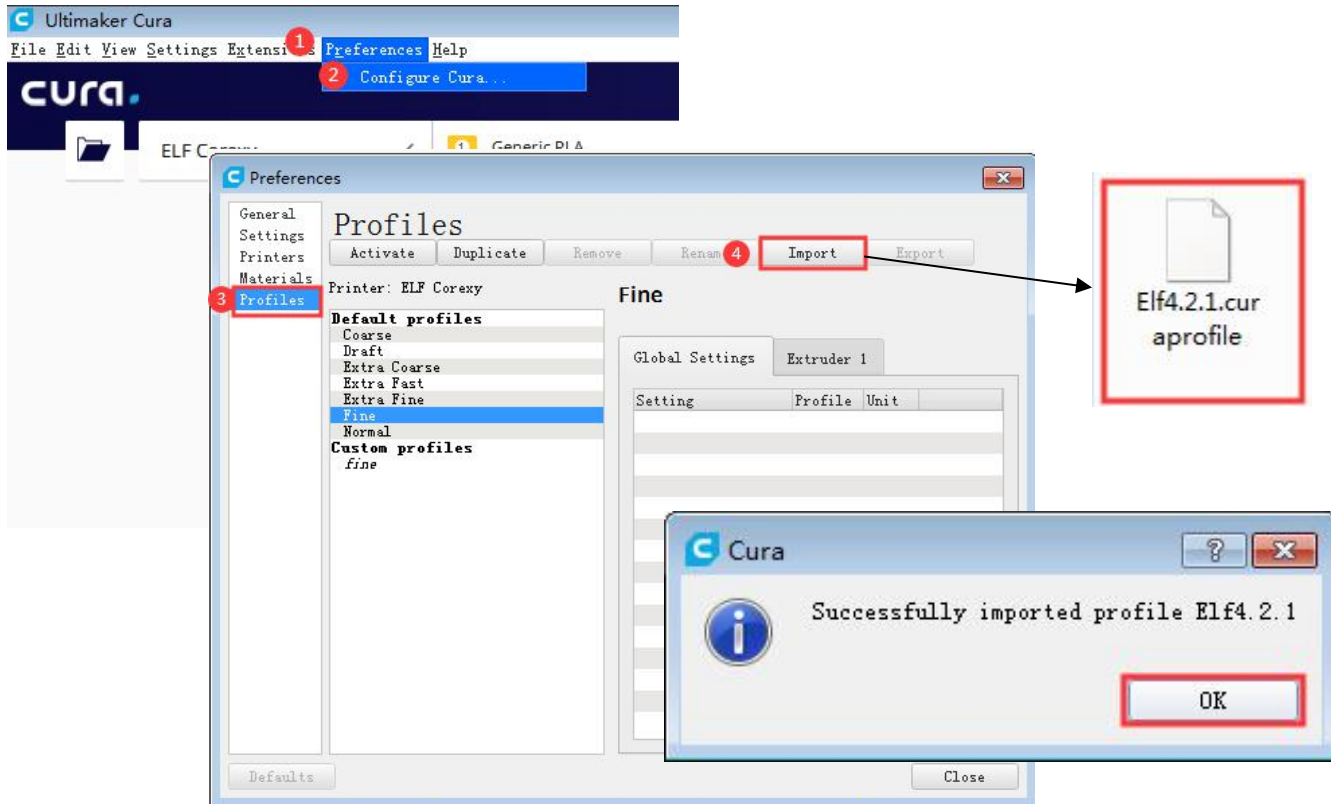 Ultimaker Cura
File Edit View Settings Extensi 1 Preferences Help
2 Configure Cura...
cura.
ELF C
1 Generic PLA
Preferences
General
Settings
Printers
Materials
3 Profiles
Profiles
Activate Duplicate Remove Renam 4 Import Export
Printer: ELF Corexy
Default profiles
Coarse
Draft
Extra Coarse
Extra Fast
Extra Fine
Fine
Normal
Custom profiles
fine
Fine
Global Settings Extruder 1
Setting Profile Unit
Defaults
Close
Elf4.2.1.cur
aprofile
Cura
Successfully imported profile Elf4.2.1
OK